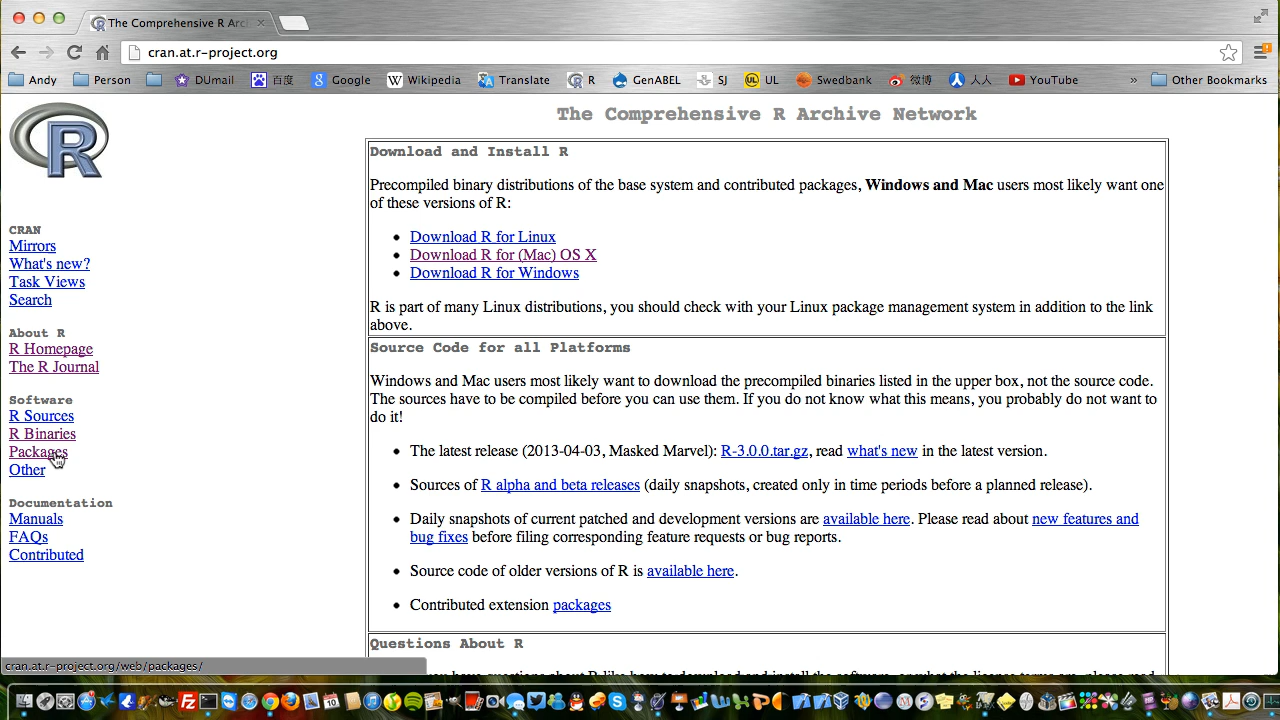 The Comprehensive R Arc
cran.at.r-project.org
Andy Person DUmail 百度 Google Wikipedia Translate R GenABEL SJ UL Swedbank 微博 人人 YouTube » Other Bookmarks
R
The Comprehensive R Archive Network
CRAN
Mirrors
What's new?
Task Views
Search
About R
R Homepage
The R Journal
Software
R Sources
R Binaries
Packages
Other
Documentation
Manuals
FAQs
Contributed
Download and Install R
Precompiled binary distributions of the base system and contributed packages, Windows and Mac users most likely want one
of these versions of R:
Download R for Linux
Download R for (Mac) OS X
Download R for Windows
R is part of many Linux distributions, you should check with your Linux package management system in addition to the link
above.
Source Code for all Platforms
Windows and Mac users most likely want to download the precompiled binaries listed in the upper box, not the source code.
The sources have to be compiled before you can use them. If you do not know what this means, you probably do not want to
do it!
The latest release (2013-04-03, Masked Marvel): R-3.0.0.tar.gz, read what's new in the latest version.
Sources of R alpha and beta releases (daily snapshots, created only in time periods before a planned release).
Daily snapshots of current patched and development versions are available here. Please read about new features and
bug fixes before filing corresponding feature requests or bug reports.
Source code of older versions of R is available here.
Contributed extension packages
Questions About R
cran.at.r-project.org/web/packages/